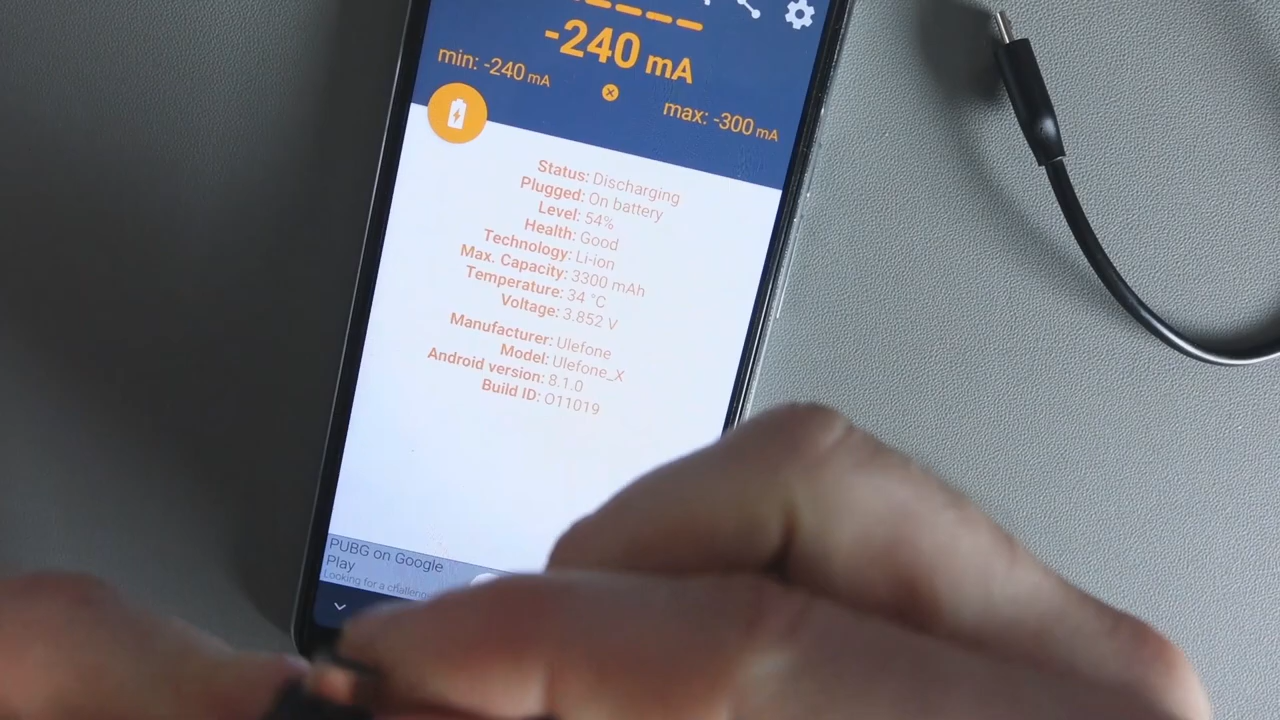 -240 mA
min: -240 mA
max: -300 mA
Status: Discharging
Plugged: On battery
Level: 54%
Health: Good
Technology: Li-ion
Max. Capacity: 3300 mAh
Temperature: 34 °C
Voltage: 3.852 V
Manufacturer: Ulefone
Model: Ulefone_X
Android version: 8.1.0
Build ID: O11019
PUBG on Google
Play
Looking for a